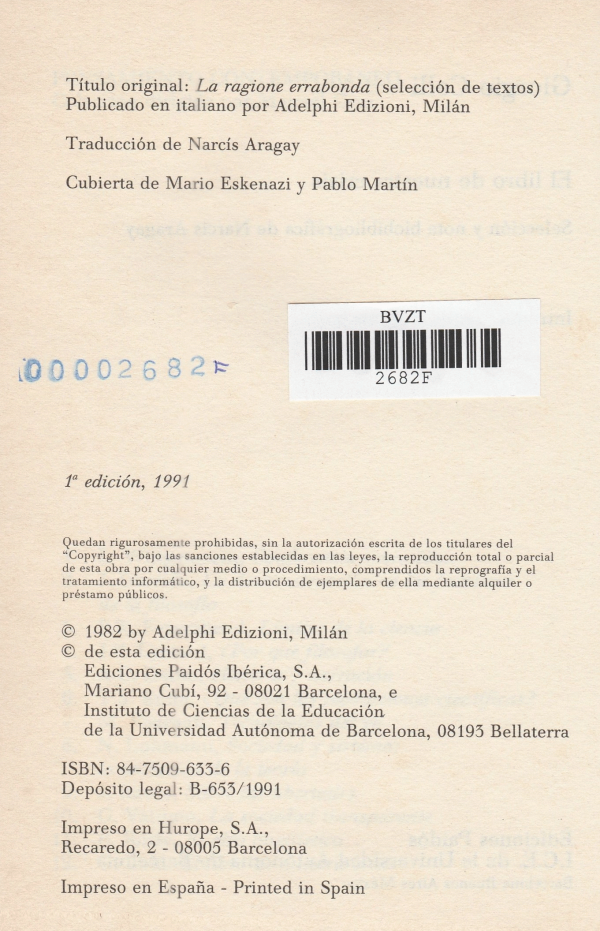 Título original: La ragione errabonda (selección de textos)
Publicado en italiano por Adelphi Edizioni, Milán
Traducción de Narcís Aragay
Cubierta de Mario Eskenazi y Pablo Martín
BVZT
2682F
00002682F
1ª edición, 1991
Quedan rigurosamente prohibidas, sin la autorización escrita de los titulares del
“Copyright”, bajo las sanciones establecidas en las leyes, la reproducción total o parcial
de esta obra por cualquier medio o procedimiento, comprendidos la reprografía y el
tratamiento informático, y la distribución de ejemplares de ella mediante alquiler o
préstamo públicos.
© 1982 by Adelphi Edizioni, Milán
© de esta edición
Ediciones Paidós Ibérica, S.A.,
Mariano Cubí, 92 - 08021 Barcelona, e
Instituto de Ciencias de la Educación
de la Universidad Autónoma de Barcelona, 08193 Bellaterra
ISBN: 84-7509-633-6
Depósito legal: B-653/1991
Impreso en Hurope, S.A.,
Recaredo, 2 - 08005 Barcelona
Impreso en España - Printed in Spain